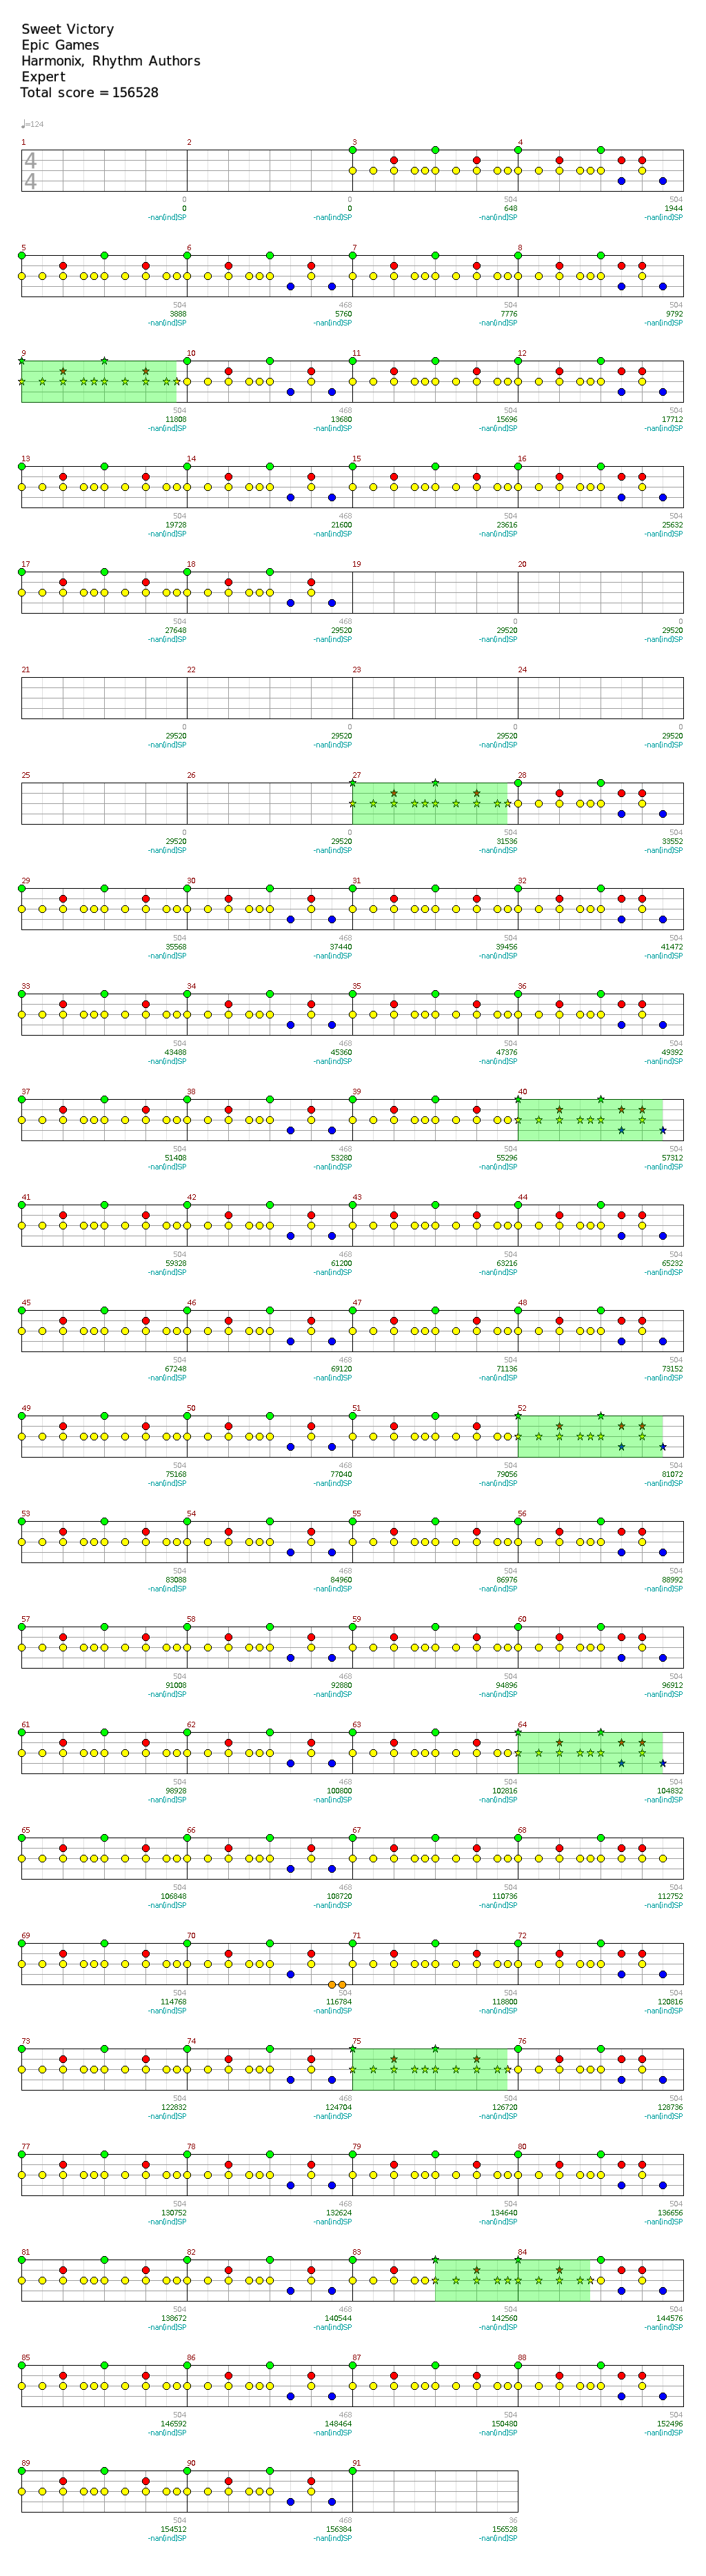 Sweet Victory
Epic Games
Harmonix, Rhythm Authors
Expert
Total score = 156528
♩=124
1 2 3 4
4
4
0 0 504 504
0 0 648 1944
-nan(ind)SP -nan(ind)SP -nan(ind)SP -nan(ind)SP
5 6 7 8
504 468 504 504
3888 5760 7776 9792
-nan(ind)SP -nan(ind)SP -nan(ind)SP -nan(ind)SP
9 10 11 12
504 468 504 504
11808 13680 15696 17712
-nan(ind)SP -nan(ind)SP -nan(ind)SP -nan(ind)SP
13 14 15 16
504 468 504 504
19728 21600 23616 25632
-nan(ind)SP -nan(ind)SP -nan(ind)SP -nan(ind)SP
17 18 19 20
504 468 0 0
27648 29520 29520 29520
-nan(ind)SP -nan(ind)SP -nan(ind)SP -nan(ind)SP
21 22 23 24
0 0 0 0
29520 29520 29520 29520
-nan(ind)SP -nan(ind)SP -nan(ind)SP -nan(ind)SP
25 26 27 28
0 0 504 504
29520 29520 31536 33552
-nan(ind)SP -nan(ind)SP -nan(ind)SP -nan(ind)SP
29 30 31 32
504 468 504 504
35568 37440 39456 41472
-nan(ind)SP -nan(ind)SP -nan(ind)SP -nan(ind)SP
33 34 35 36
504 468 504 504
43488 45360 47376 49392
-nan(ind)SP -nan(ind)SP -nan(ind)SP -nan(ind)SP
37 38 39 40
504 468 504 504
51408 53280 55296 57312
-nan(ind)SP -nan(ind)SP -nan(ind)SP -nan(ind)SP
41 42 43 44
504 468 504 504
59328 61200 63216 65232
-nan(ind)SP -nan(ind)SP -nan(ind)SP -nan(ind)SP
45 46 47 48
504 468 504 504
67248 69120 71136 73152
-nan(ind)SP -nan(ind)SP -nan(ind)SP -nan(ind)SP
49 50 51 52
504 468 504 504
75168 77040 79056 81072
-nan(ind)SP -nan(ind)SP -nan(ind)SP -nan(ind)SP
53 54 55 56
504 468 504 504
83088 84960 86976 88992
-nan(ind)SP -nan(ind)SP -nan(ind)SP -nan(ind)SP
57 58 59 60
504 468 504 504
91008 92880 94896 96912
-nan(ind)SP -nan(ind)SP -nan(ind)SP -nan(ind)SP
61 62 63 64
504 468 504 504
98928 100800 102816 104832
-nan(ind)SP -nan(ind)SP -nan(ind)SP -nan(ind)SP
65 66 67 68
504 468 504 504
106848 108720 110736 112752
-nan(ind)SP -nan(ind)SP -nan(ind)SP -nan(ind)SP
69 70 71 72
504 504 504 504
114768 116784 118800 120816
-nan(ind)SP -nan(ind)SP -nan(ind)SP -nan(ind)SP
73 74 75 76
504 468 504 504
122832 124704 126720 128736
-nan(ind)SP -nan(ind)SP -nan(ind)SP -nan(ind)SP
77 78 79 80
504 468 504 504
130752 132624 134640 136656
-nan(ind)SP -nan(ind)SP -nan(ind)SP -nan(ind)SP
81 82 83 84
504 468 504 504
138672 140544 142560 144576
-nan(ind)SP -nan(ind)SP -nan(ind)SP -nan(ind)SP
85 86 87 88
504 468 504 504
146592 148464 150480 152496
-nan(ind)SP -nan(ind)SP -nan(ind)SP -nan(ind)SP
89 90 91
504 468 36
154512 156384 156528
-nan(ind)SP -nan(ind)SP -nan(ind)SP